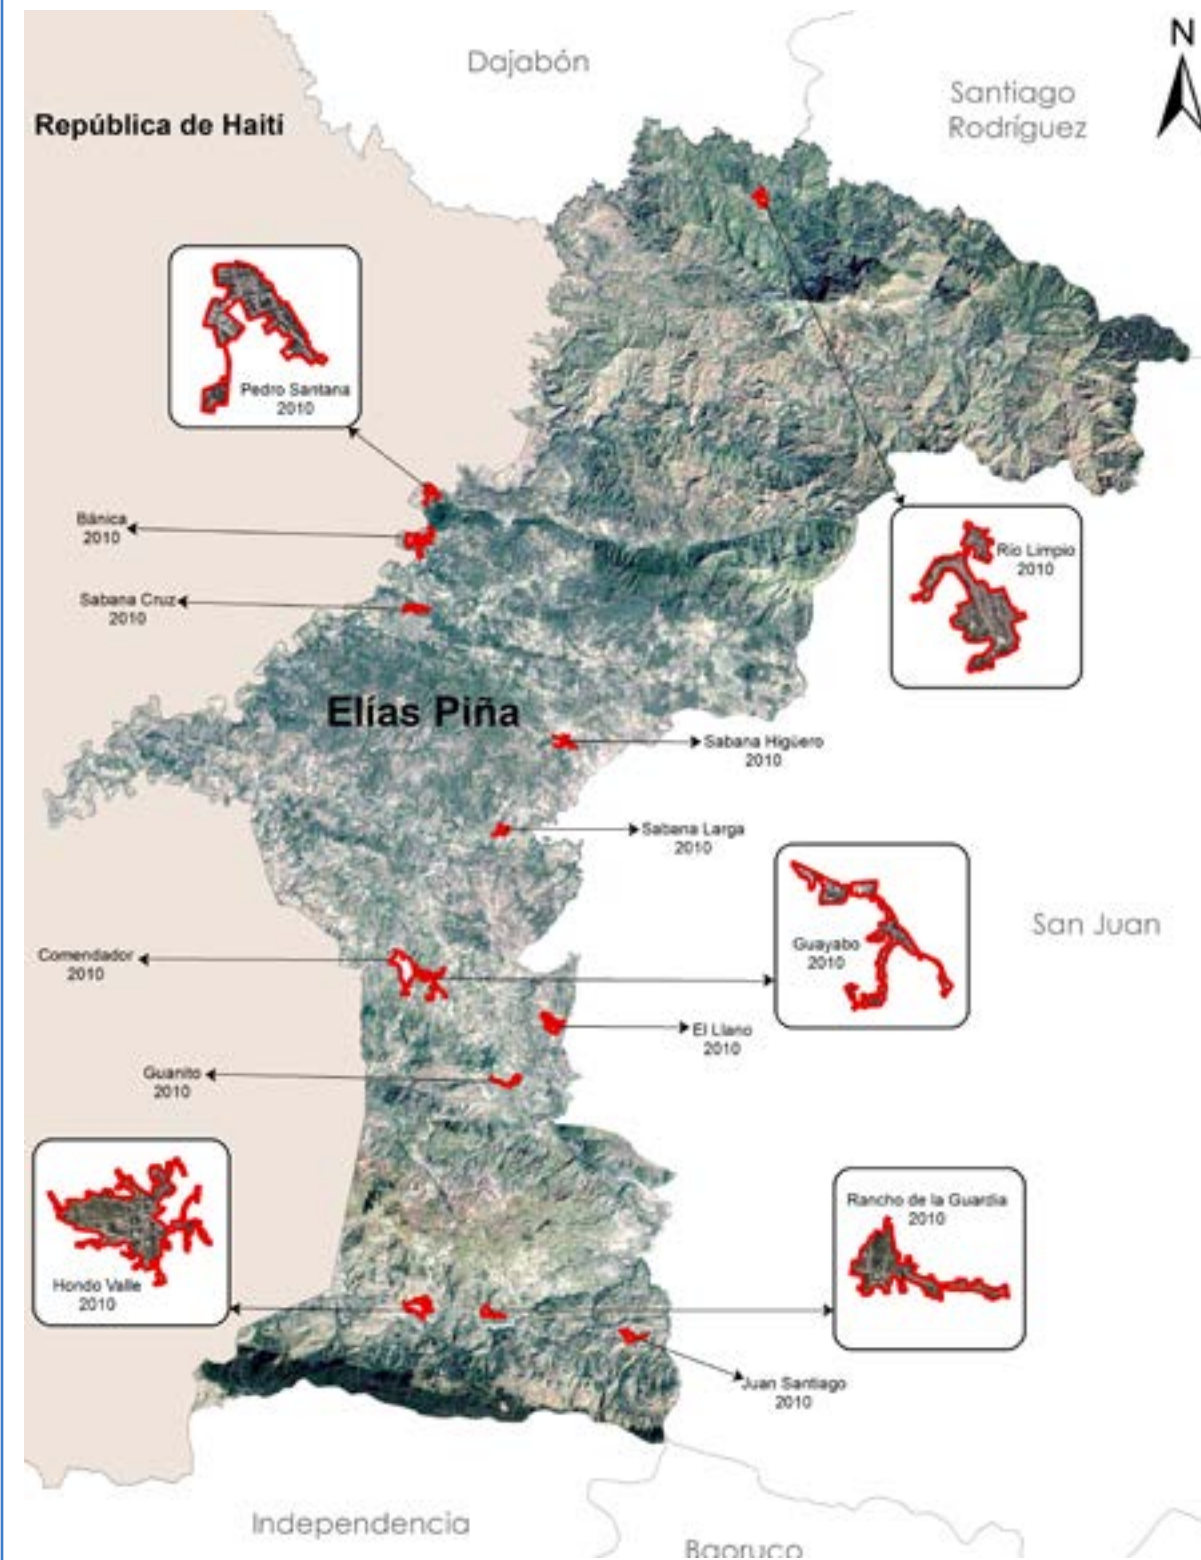 N
Dajabón
Santiago
Rodríguez
República de Haití
Pedro Santana
2010
Bánica
2010
Río Limpio
2010
Sabana Cruz
2010
Elías Piña
Sabana Higüero
2010
Sabana Larga
2010
San Juan
Guayabo
2010
Comendador
2010
El Llano
2010
Guanito
2010
Rancho de la Guardia
2010
Hondo Valle
2010
Juan Santiago
2010
Independencia
Baoruco